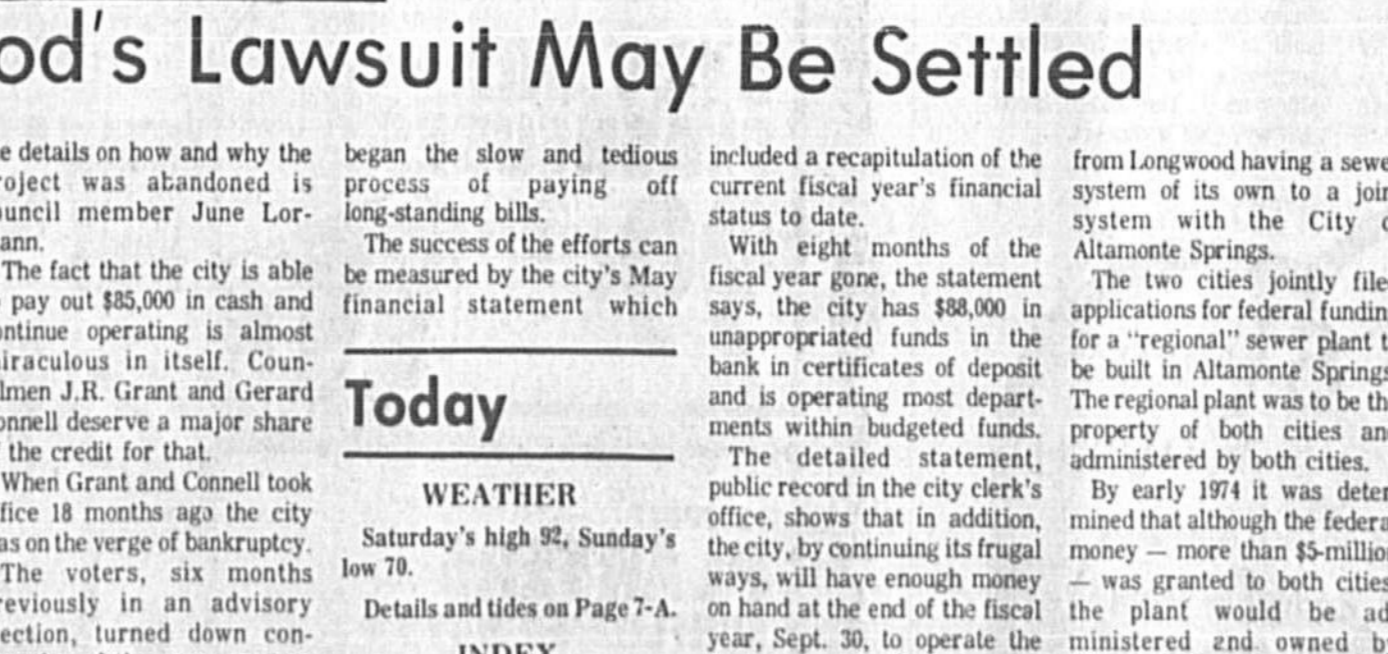 od's Lawsuit May Be Settled
e details on how and why the
roject was abandoned is
ouncil member June Lor-
ann.
The fact that the city is able
pay out $85,000 in cash and
ontinue operating is almost
iraculous in itself. Coun-
lmen J.R. Grant and Gerard
onnell deserve a major share
the credit for that.
When Grant and Connell took
fice 18 months ago the city
as on the verge of bankruptcy.
The voters, six months
reviously in an advisory
ection, turned down con-
began the slow and tedious
process of paying off
long-standing bills.
The success of the efforts can
be measured by the city's May
financial statement which
Today
WEATHER
Saturday's high 92, Sunday's
low 70.
Details and tides on Page 7-A.
INDEX
included a recapitulation of the
current fiscal year's financial
status to date.
With eight months of the
fiscal year gone, the statement
says, the city has $88,000 in
unappropriated funds in the
bank in certificates of deposit
and is operating most depart-
ments within budgeted funds.
The detailed statement,
public record in the city clerk's
office, shows that in addition,
the city, by continuing its frugal
ways, will have enough money
on hand at the end of the fiscal
year, Sept. 30, to operate the
from Longwood having a sewe
system of its own to a join
system with the City o
Altamonte Springs.
The two cities jointly file
applications for federal fundin
for a "regional" sewer plant t
be built in Altamonte Springs
The regional plant was to be th
property of both cities an
administered by both cities.
By early 1974 it was deter
mined that although the federa
money — more than $5-million
— was granted to both cities
the plant would be ad
ministered and owned by